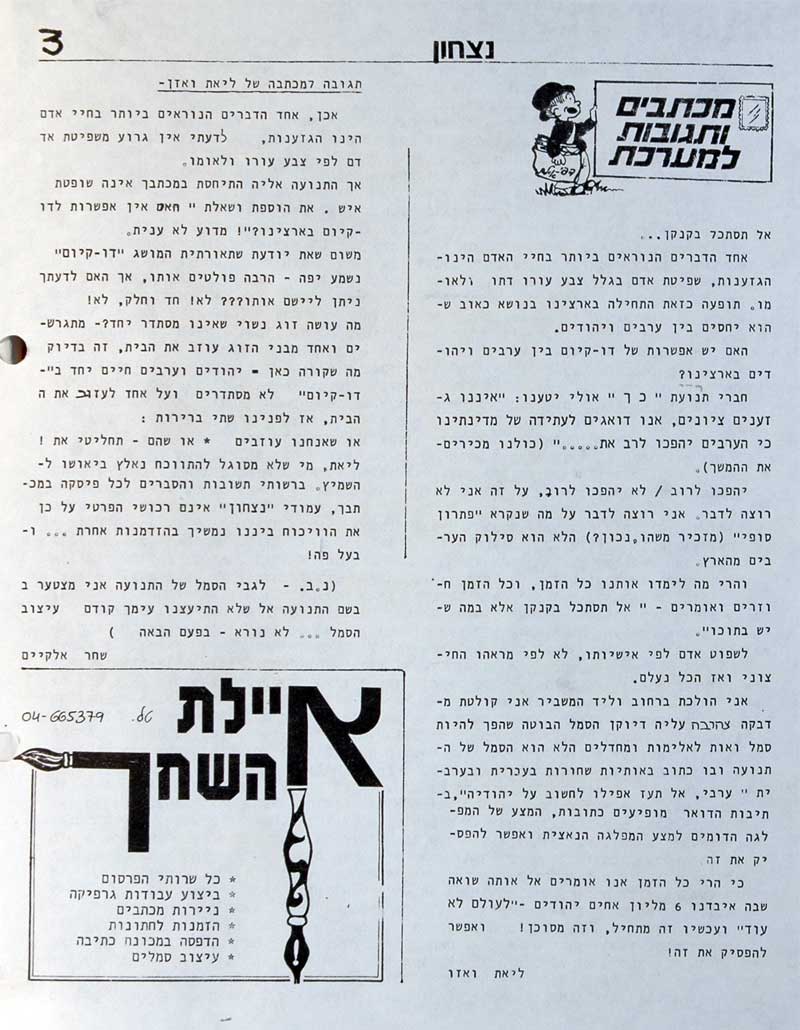 3
נצחון
מכתבים
ותגובות
למערכת
אל תסתכל בקנקן...
אחד הדברים הנוראים ביותר בחיי האדם הינו-
הגזענות, שפיטת אדם בגלל צבע עורו דתו ולאו-
מו. תופעה כזאת התחילה בארצינו בנושא כאוב ש-
הוא יחסים בין ערבים ויהודים.
האם יש אפשרות של דו-קיום בין ערבים ויהו-
דים בארצינו?
חברי תנועת "כך" אולי יטענו: "איננו ג-
זענים ציונים, אנו דואגים לעתידה של מדינתינו
כי הערבים יהפכו לרב את....." (כולנו מכירים-
את ההמשך).
יהפכו לרוב / לא יהפכו לרוב, על זה אני לא
רוצה לדבר. אני רוצה לדבר על מה שנקרא "פתרון
סופי" (מזכיר משהו,נכון?) הלא הוא סילוק הער-
בים מהארץ.
והרי מה לימדו אותנו כל הזמן, וכל הזמן ח-
וזרים ואומרים - "אל תסתכל בקנקן אלא במה ש-
יש בתוכו".
לשפוט אדם לפי אישיותו, לא לפי מראהו החי-
צוני ואז הכל נעלם.
אני הולכת ברחוב וליד המשביר אני קולטת מ-
דבקה צהובה עליה דיוקן הסמל הבוטה שהפך להיות
סמל ואות לאלימות ומחדלים הלא הוא הסמל של ה-
תנועה ובו כתוב באותיות שחורות בעברית ובערב-
ית "ערבי, אל תעז אפילו לחשוב על יהודיה",ב-
תיבות הדואר מופיעים כתובות, המצע של המפ-
לגה הדומים למצע המפלגה הנאצית ואפשר להפס-
יק את זה.
כי הרי כל הזמן אנו אומרים אל אותה שואה
שבה איבדנו 6 מליון אחים יהודים -"לעולם לא
עוד" ועכשיו זה מתחיל, וזה מסוכן! ואפשר
להפסיק את זה!
ליאת ואזן
תגובה למכתבה של ליאת ואזן-
אכן, אחד הדברים הנוראים ביותר בחיי אדם
הינו הגזענות, לדעתי אין גרוע משפיטת אד
דם לפי צבע עורו ולאומו.
אך התנועה אליה התיחסת במכתבך אינה שופטת
איש . את הוספת ושאלת "האם אין אפשרות לדו
-קיום בארצינו?"! מדוע לא ענית.
משום שאת יודעת שתאורתית המושג "דו-קיום"
נשמע יפה - הרבה פולטים אותו, אך האם לדעתך
ניתן ליישם אותו??? לא! חד וחלק, לא!
מה עושה זוג נשוי שאינו מסתדר יחד?- מתגרש-
ים ואחד מבני הזוג עוזב את הבית, זה בדיוק
מה שקורה כאן - יהודים וערבים חיים יחד ב"-
דו-קיום" לא מסתדרים ועל אחד לעזוב את ה
הבית, אז לפנינו שתי ברירות :
או שאנחנו עוזבים * או שהם - תחליטי את !
ליאת, מי שלא מסוגל להתווכח נאלץ ביאושו ל-
השמיץ. ברשותי תשובות והסברים לכל פיסקה במכ-
תבך, עמודי "נצחון" אינם רכושי הפרטי על כן
את הוויכוח ביננו נמשיך בהזדמנות אחרת ... ו-
בעל פה!
(נ.ב. - לגבי הסמל של התנועה אני מצטער ב
בשם התנועה אל שלא התיעצנו עימך קודם עיצוב
הסמל ... לא נורא - בפעם הבאה )
שחר אלקיים
איילת
השחר
טל. 04-665379
* כל שרותי הפרסום
* ביצוע עבודות גרפיקה
* ניירות מכתבים
* הזמנות לחתונות
* הדפסה במכונת כתיבה
* עיצוב סמלים